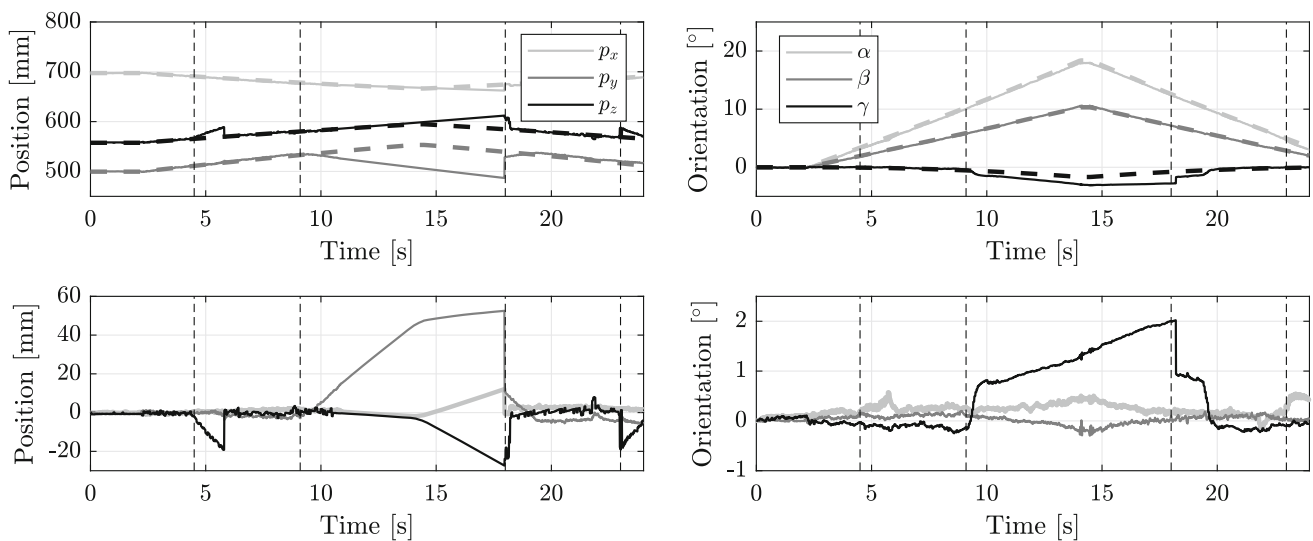 800
700
600
500
Position [mm]
p_x
p_y
p_z
0 5 10 15 20
Time [s]
20
10
0
Orientation [°]
α
β
γ
0 5 10 15 20
Time [s]
60
40
20
0
-20
Position [mm]
0 5 10 15 20
Time [s]
2
1
0
-1
Orientation [°]
0 5 10 15 20
Time [s]